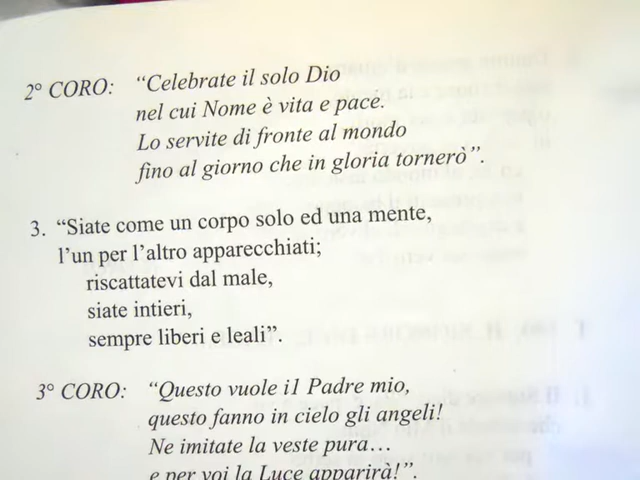 2° CORO: “Celebrate il solo Dio
nel cui Nome è vita e pace.
Lo servite di fronte al mondo
fino al giorno che in gloria tornerò”.
3. “Siate come un corpo solo ed una mente,
l’un per l’altro apparecchiati;
riscattatevi dal male,
siate intieri,
sempre liberi e leali”.
3° CORO: “Questo vuole i1 Padre mio,
questo fanno in cielo gli angeli!
Ne imitate la veste pura…
e per voi la Luce apparirà!”.